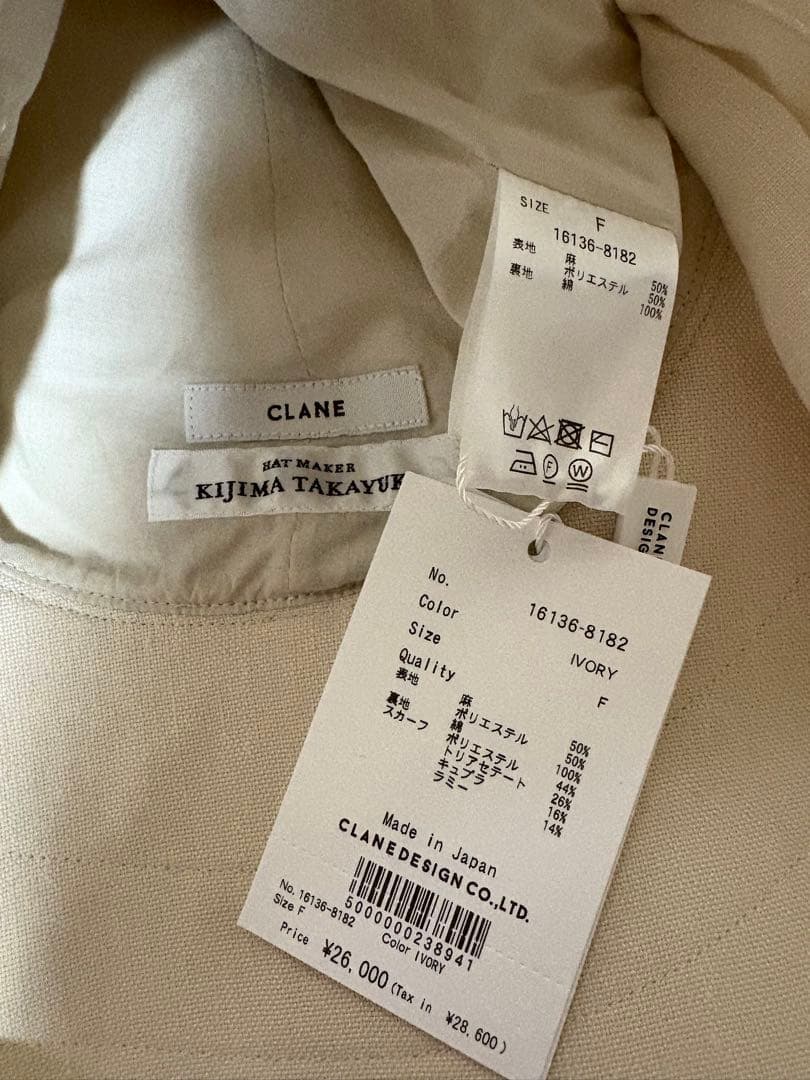 SIZE F
16136-8182
表地 麻 50%
ポリエステル 50%
裏地 綿 100%
F
W
CLANE
HAT MAKER
KIJIMA TAKAYUK
CLAN
DESIG
No. 16136-8182
Color IVORY
Size F
Quality
表地 麻 50%
ポリエステル 50%
裏地 綿 100%
スカーフ ポリエステル 44%
トリアセテート 26%
キュプラ 16%
ラミー 14%
Made in Japan
CLANE DESIGN CO.,LTD.
5000000238941
No. 16136-8182 Color IVORY
Size F
Price ¥26,000 (Tax in ¥28,600)